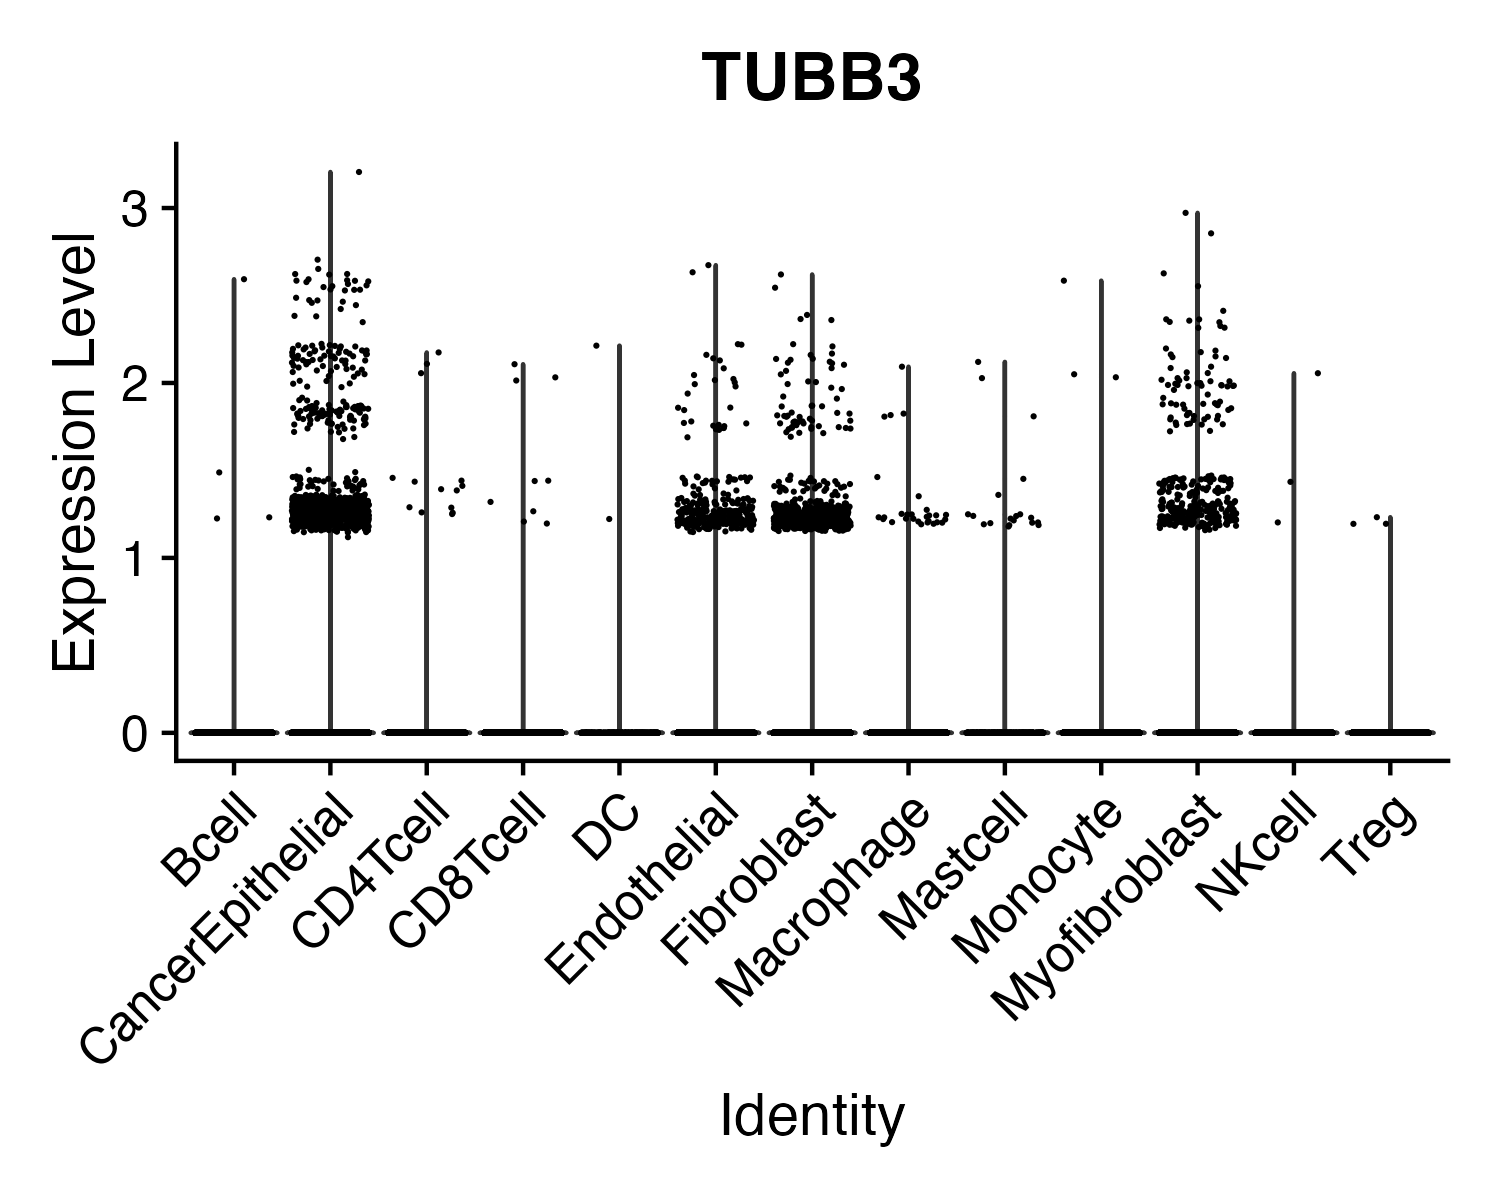 TUBB3
Expression Level
3
2
1
0
Bcell
CancerEpithelial
CD4Tcell
CD8Tcell
DC
Endothelial
Fibroblast
Macrophage
Mastcell
Monocyte
Myofibroblast
NKcell
Treg
Identity